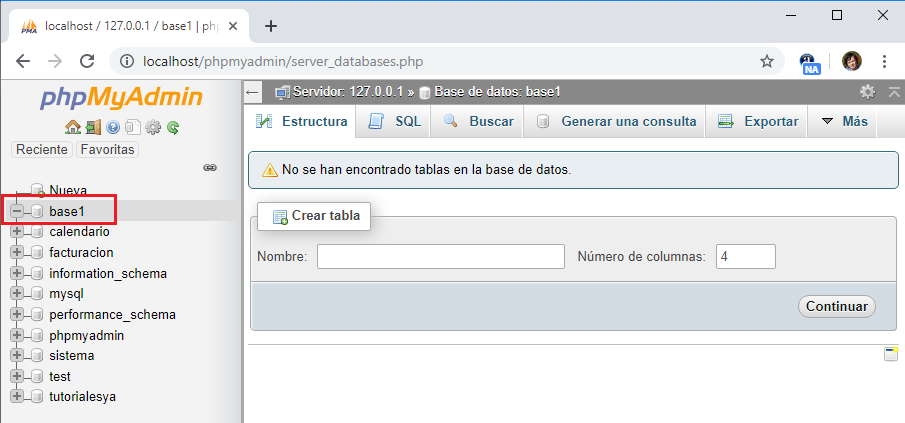 localhost / 127.0.0.1 / base1 | ph
localhost/phpmyadmin/server_databases.php
NA
phpMyAdmin
Reciente Favoritas
Nueva
base1
calendario
facturacion
information_schema
mysql
performance_schema
phpmyadmin
sistema
test
tutorialesya
Servidor: 127.0.0.1 » Base de datos: base1
Estructura SQL Buscar Generar una consulta Exportar Más
No se han encontrado tablas en la base de datos.
Crear tabla
Nombre: Número de columnas: 4
Continuar